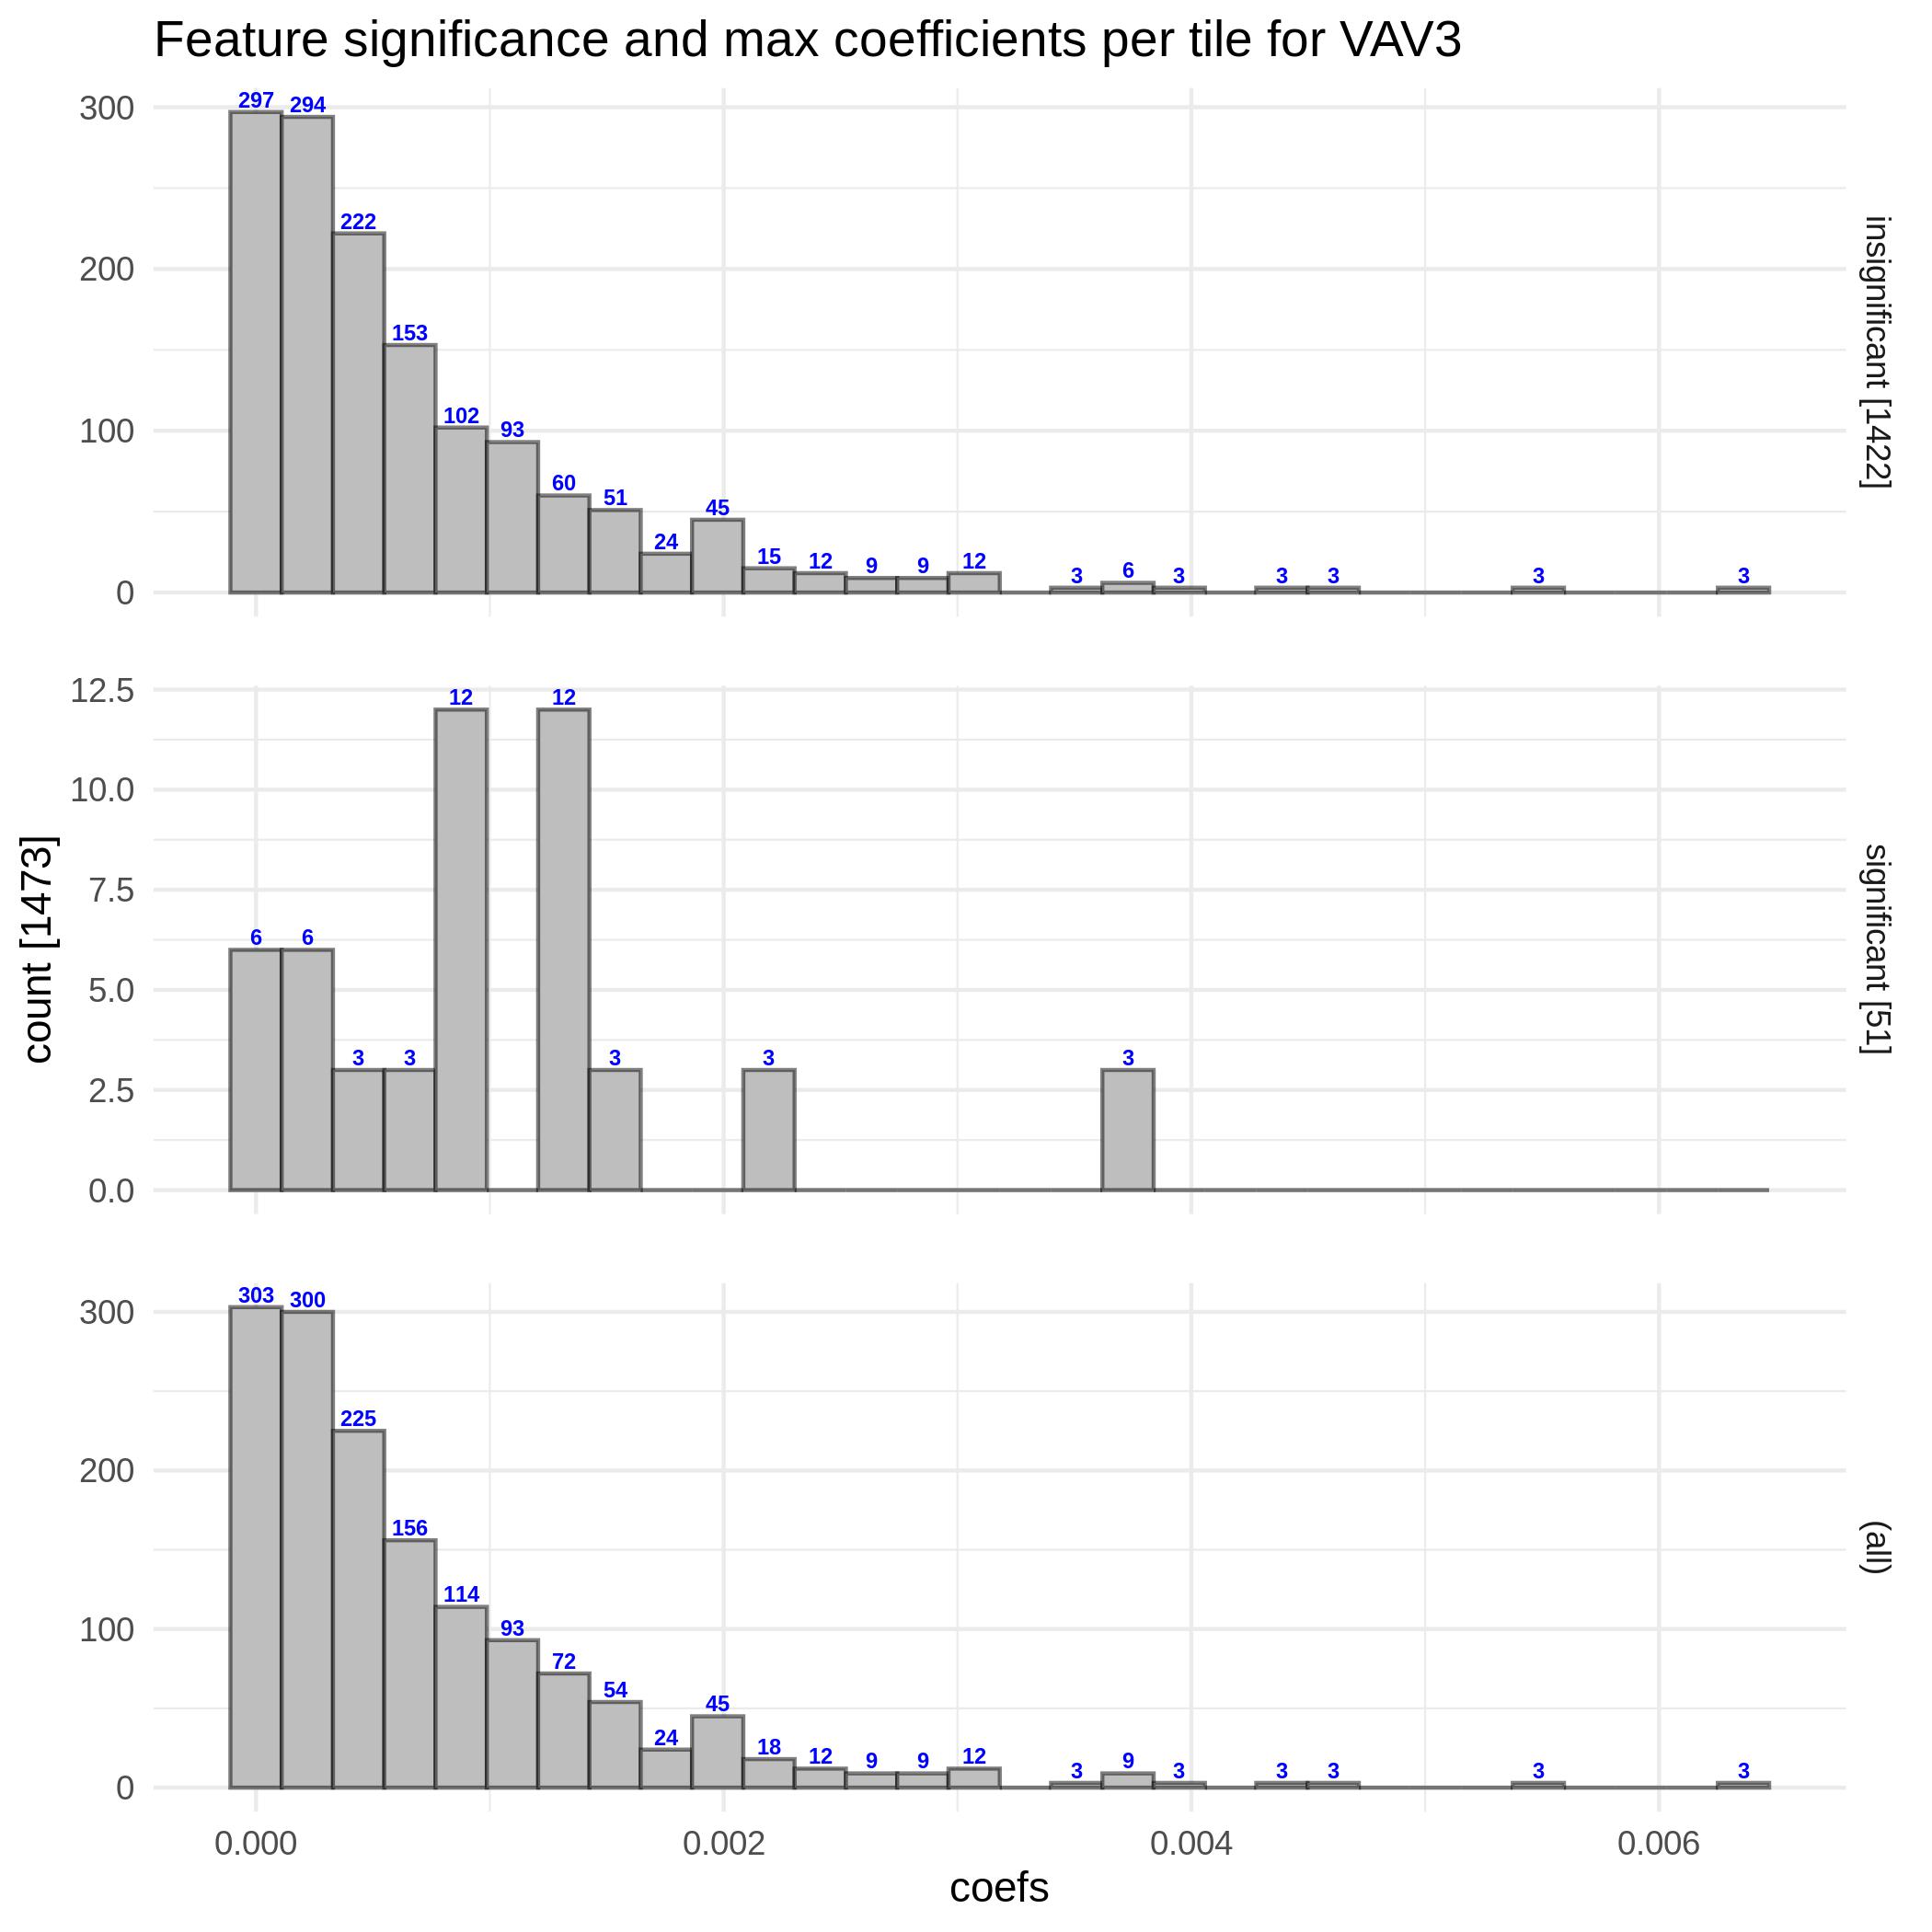 Feature significance and max coefficients per tile for VAV3
297 294 222 153 102 93 60 51 24 45 15 12 9 9 12 3 6 3 3 3 3 3
300
200
100
0
insignificant [1422]
6 6 3 3 12 12 3 3 3
12.5
10.0
7.5
5.0
2.5
0.0
significant [51]
count [1473]
303 300 225 156 114 93 72 54 24 45 18 12 9 9 12 3 9 3 3 3 3 3
300
200
100
0
(all)
0.000 0.002 0.004 0.006
coefs